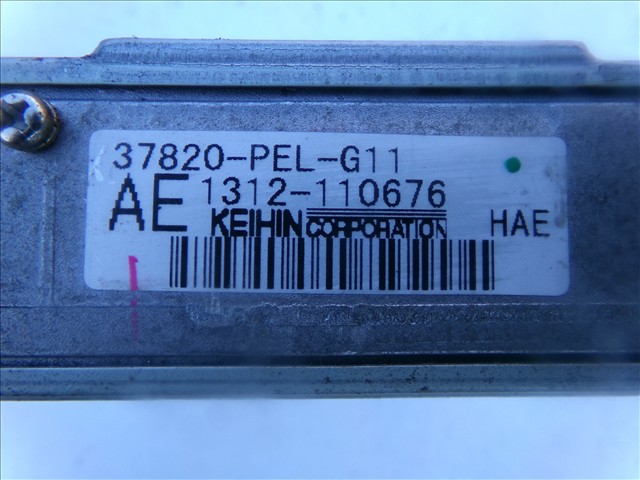 37820-PEL-G11
AE 1312-110676
KEIHIN CORPORATION HAE